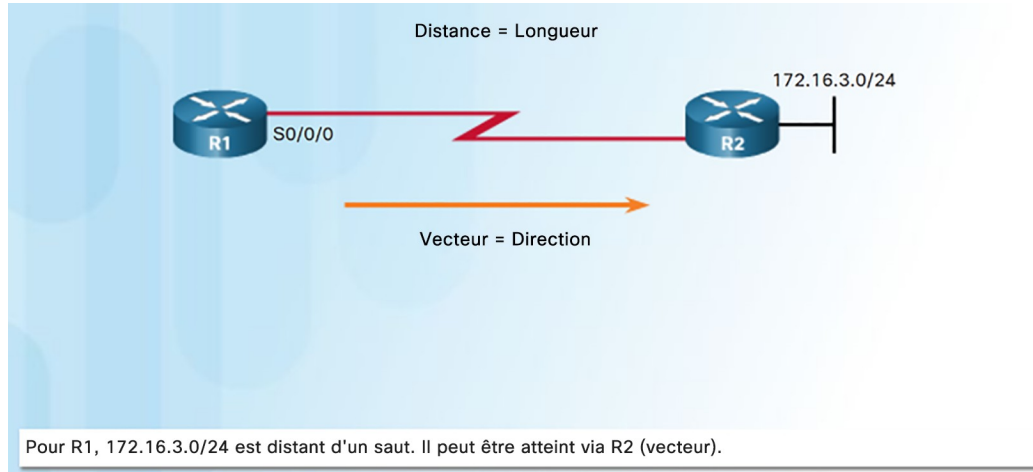 Distance = Longueur
172.16.3.0/24
R1
S0/0/0
R2
Vecteur = Direction
Pour R1, 172.16.3.0/24 est distant d'un saut. Il peut être atteint via R2 (vecteur).